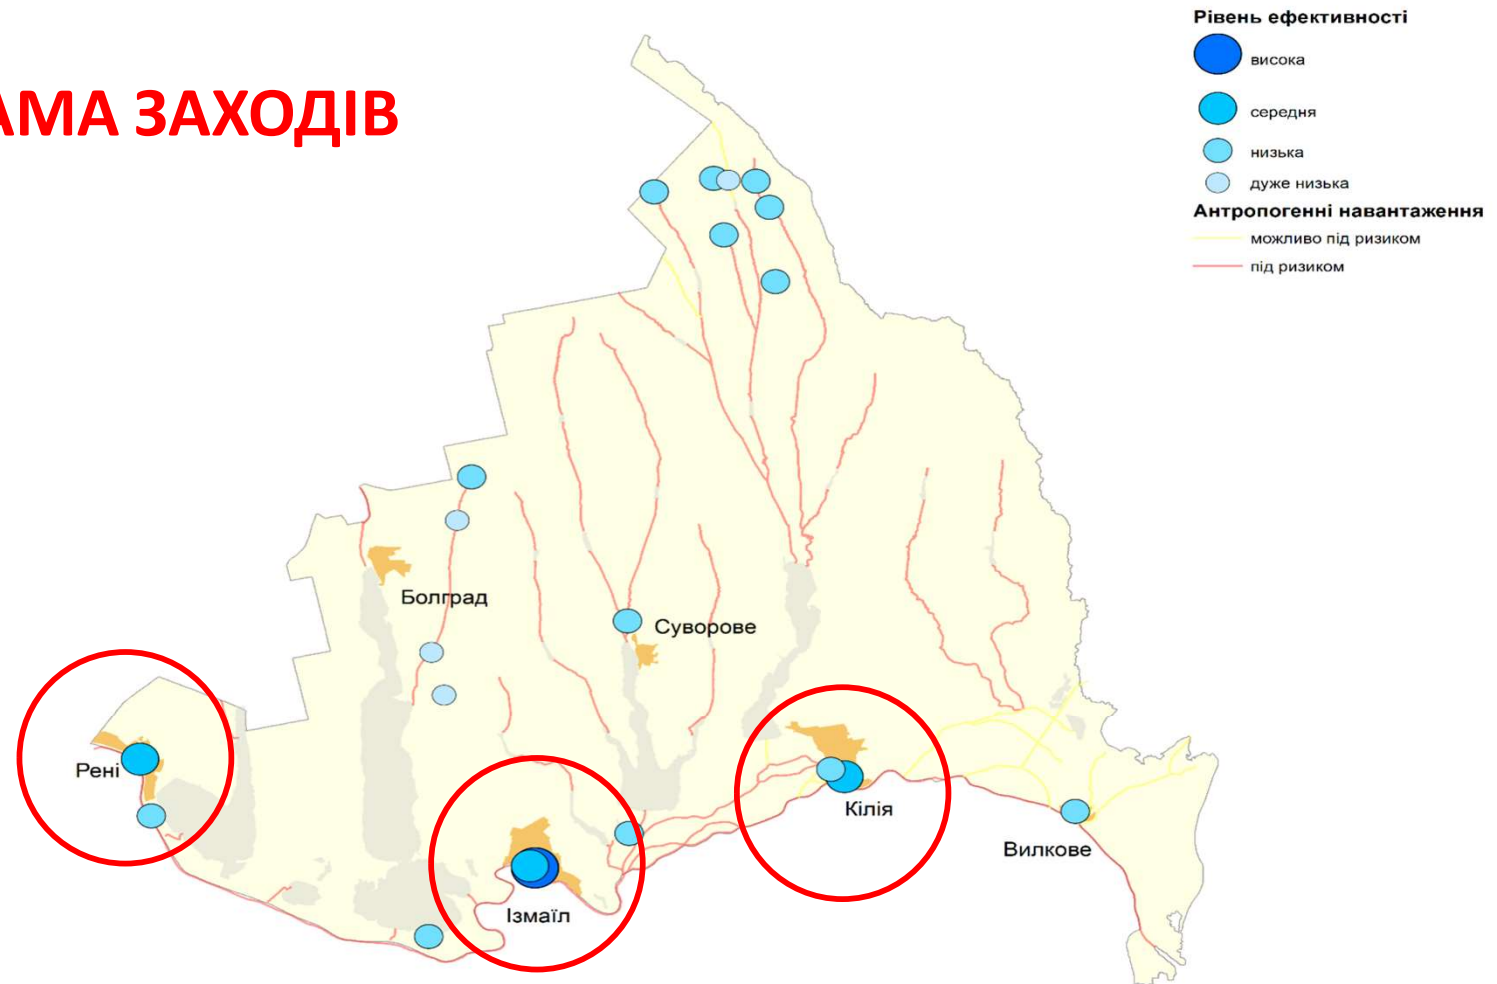 АМА ЗАХОДІВ
Рівень ефективності
висока
середня
низька
дуже низька
Антропогенні навантаження
можливо під ризиком
під ризиком
Болград
Суворове
Рені
Кілія
Вилкове
Ізмаїл